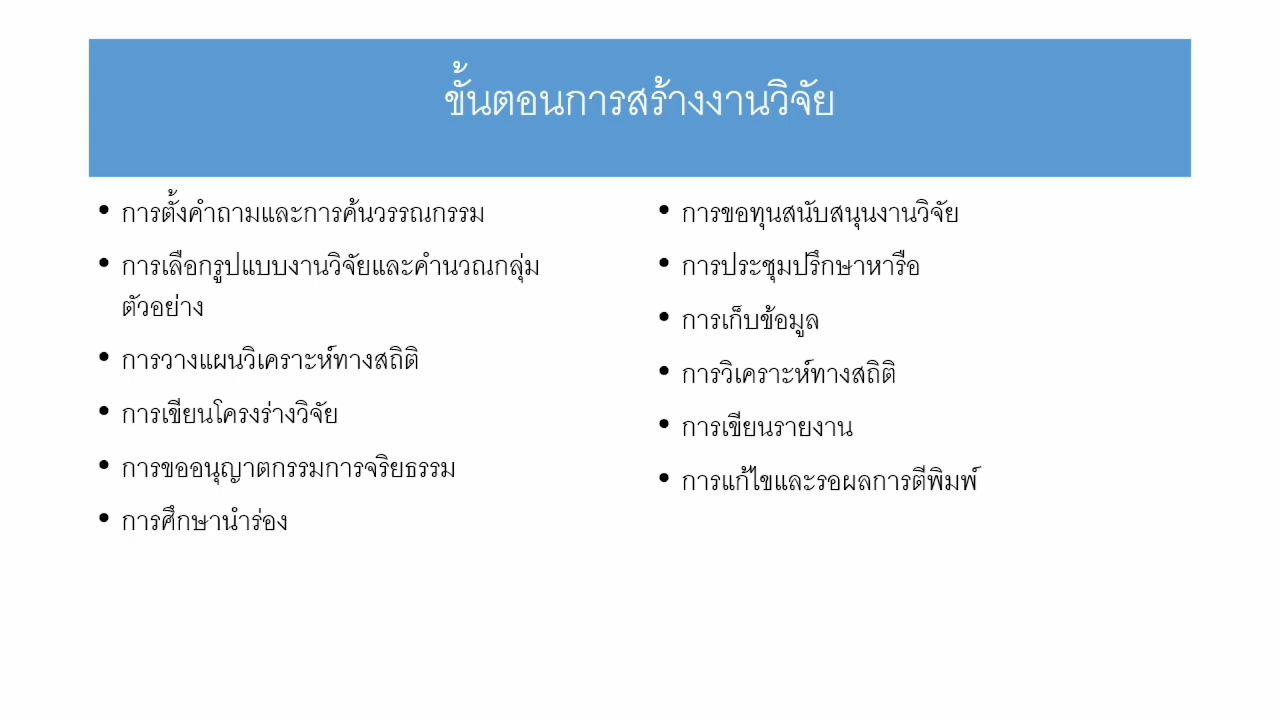 ขั้นตอนการสร้างงานวิจัย
• การตั้งคำถามและการค้นวรรณกรรม
• การเลือกรูปแบบงานวิจัยและคำนวณกลุ่ม
ตัวอย่าง
• การวางแผนวิเคราะห์ทางสถิติ
• การเขียนโครงร่างวิจัย
• การขออนุญาตกรรมการจริยธรรม
• การศึกษานำร่อง
• การขอทุนสนับสนุนงานวิจัย
• การประชุมปรึกษาหารือ
• การเก็บข้อมูล
• การวิเคราะห์ทางสถิติ
• การเขียนรายงาน
• การแก้ไขและรอผลการตีพิมพ์